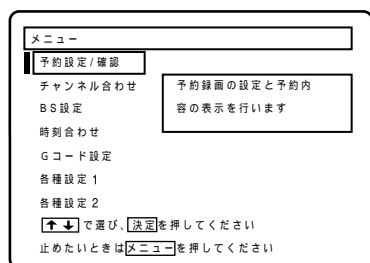 メニュー
予約設定/確認
チャンネル合わせ
BS設定
時刻合わせ
Gコード設定
各種設定1
各種設定2
予約録画の設定と予約内
容の表示を行います
↑↓で選び、決定を押してください
止めたいときはメニューを押してください